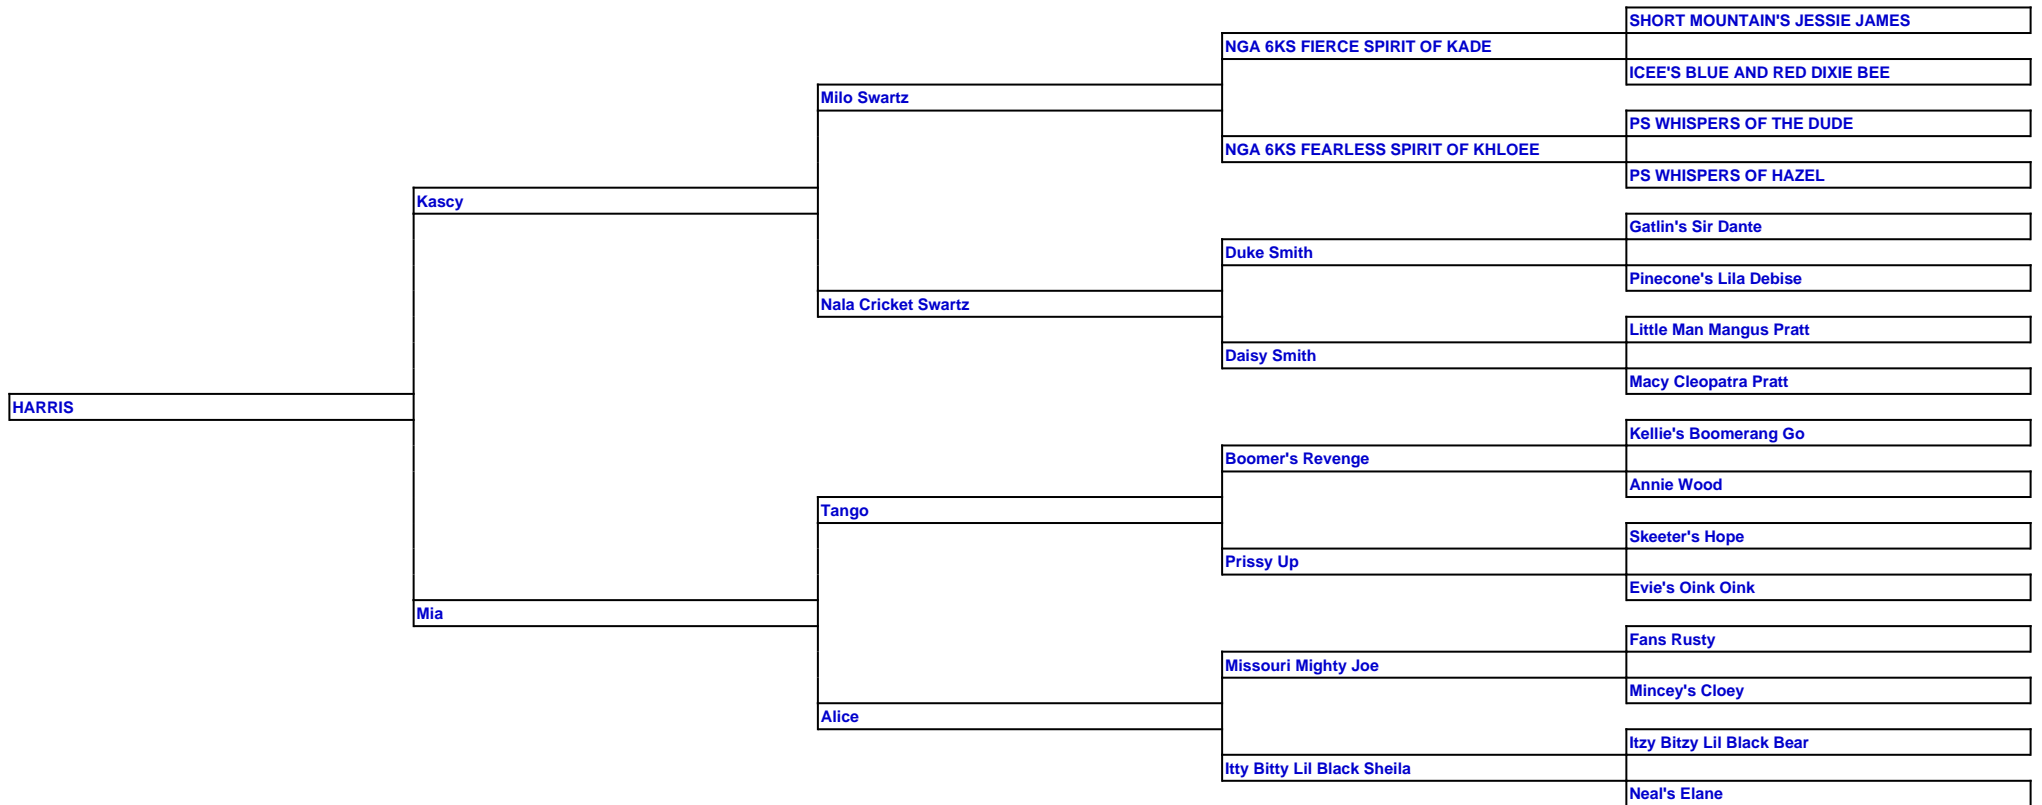 SHORT MOUNTAIN'S JESSIE JAMES
NGA 6KS FIERCE SPIRIT OF KADE
ICEE'S BLUE AND RED DIXIE BEE
Milo Swartz
PS WHISPERS OF THE DUDE
NGA 6KS FEARLESS SPIRIT OF KHLOEE
PS WHISPERS OF HAZEL
Kascy
Gatlin's Sir Dante
Duke Smith
Pinecone's Lila Debise
Nala Cricket Swartz
Little Man Mangus Pratt
Daisy Smith
Macy Cleopatra Pratt
HARRIS
Kellie's Boomerang Go
Boomer's Revenge
Annie Wood
Tango
Skeeter's Hope
Prissy Up
Evie's Oink Oink
Mia
Fans Rusty
Missouri Mighty Joe
Mincey's Cloey
Alice
Itzy Bitzy Lil Black Bear
Itty Bitty Lil Black Sheila
Neal's Elane